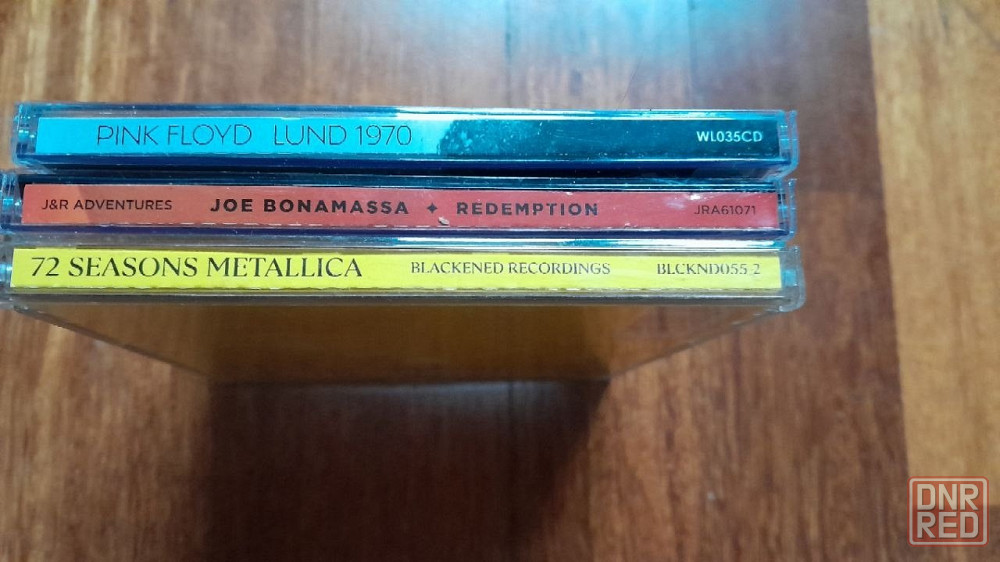 PINK FLOYD LUND 1970 WL035CD
J&R ADVENTURES JOE BONAMASSA ✦ REDEMPTION JRA61071
72 SEASONS METALLICA BLACKENED RECORDINGS BLCKND055-2
DNR
RED